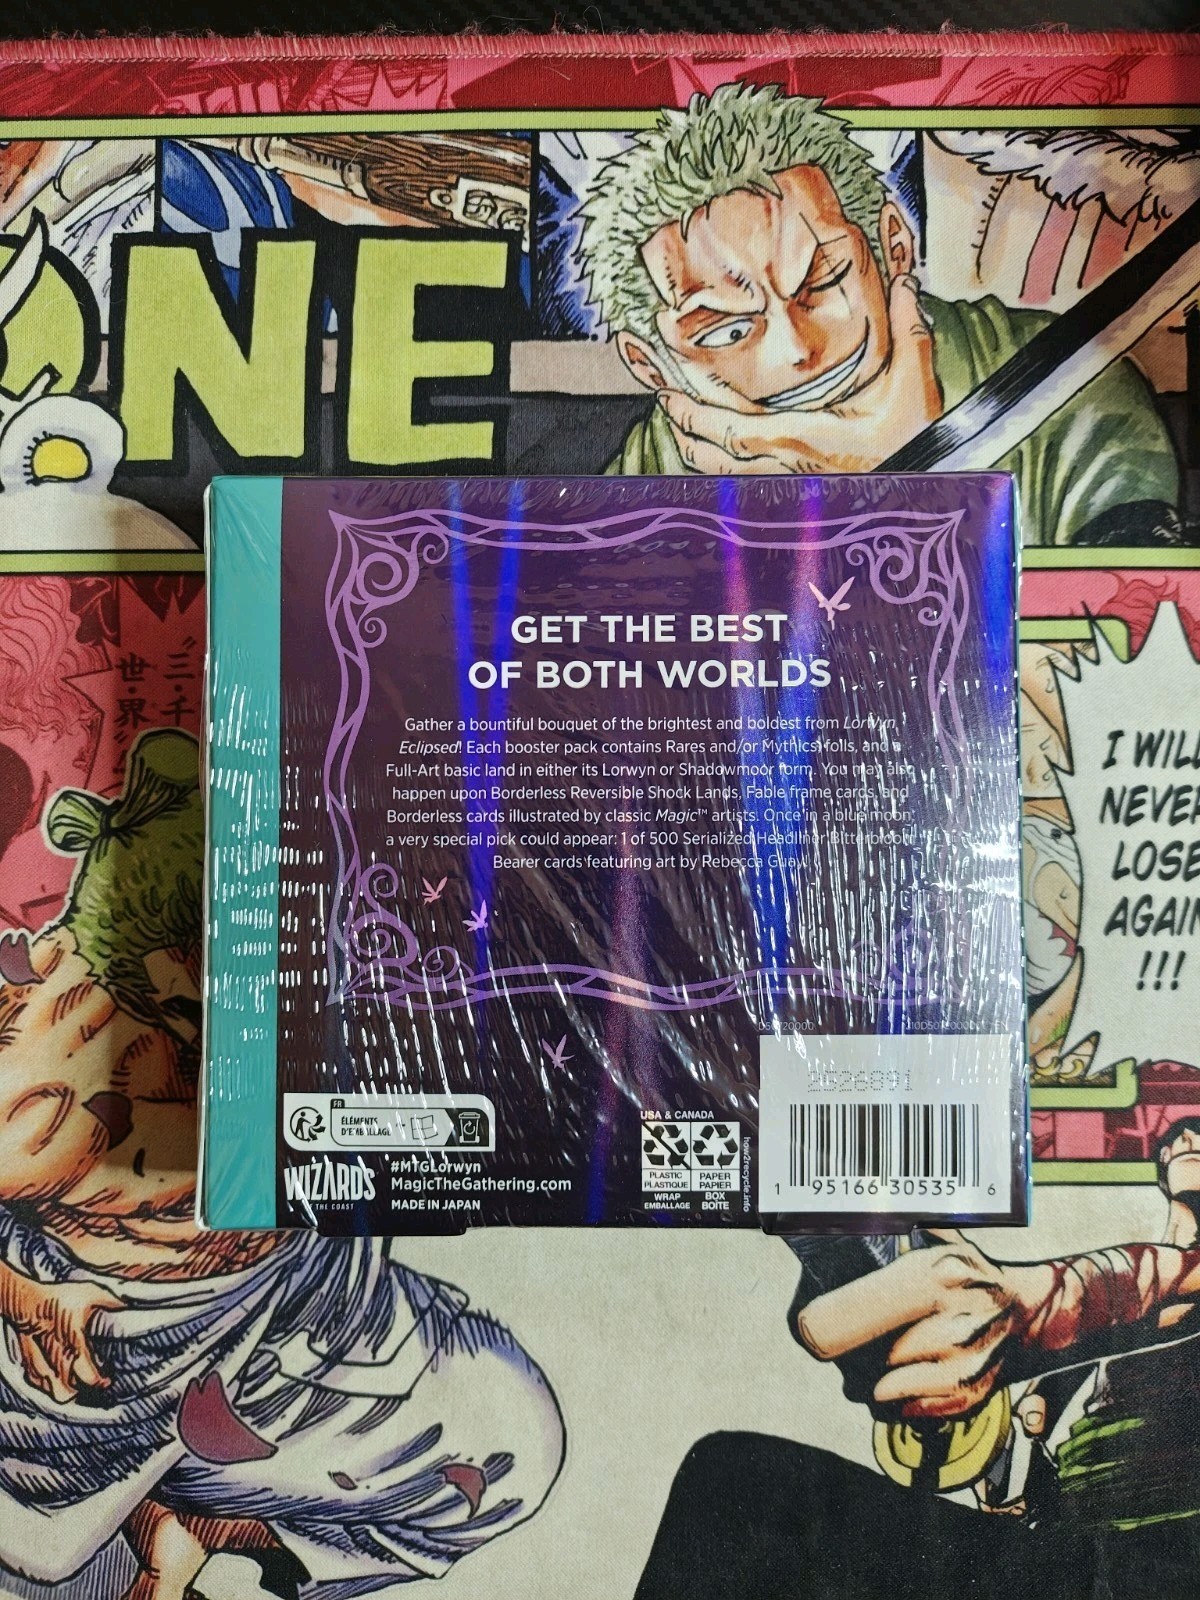 ONE
GET THE BEST
OF BOTH WORLDS
Gather a bountiful bouquet of the brightest and boldest from Lorwyn
Eclipsed! Each booster pack contains Rares and/or Mythics, foils, and a
Full-Art basic land in either its Lorwyn or Shadowmoor form. You may also
happen upon Borderless Reversible Shock Lands, Fable frame cards, and
Borderless cards illustrated by classic Magic™ artists. Once in a blue moon,
a very special pick could appear: 1 of 500 Serialized Headliner Bitterbloom
Bearer cards featuring art by Rebecca Guay.
三・千
世・界
I WILL
NEVER
LOSE
AGAIN
!!!
2526891
1 95166 30535 6
FR
ÉLÉMENTS
D'EMBALLAGE
WIZARDS
OF THE COAST
#MTGLorwyn
MagicTheGathering.com
MADE IN JAPAN
USA & CANADA
PLASTIC PAPER
PLASTIQUE PAPIER
WRAP BOX
EMBALLAGE BOÎTE
how2recycle.info